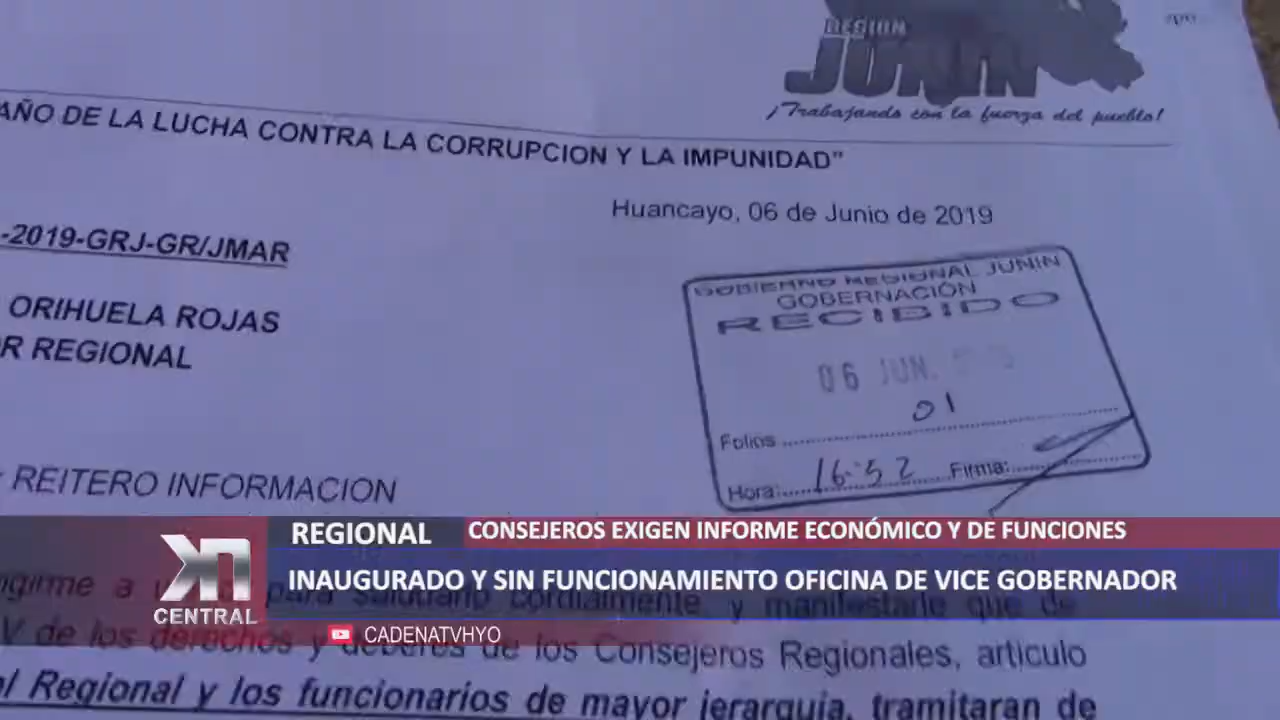 REGION
JUNIN
¡Trabajando con la fuerza del pueblo!
AÑO DE LA LUCHA CONTRA LA CORRUPCION Y LA IMPUNIDAD"
Huancayo, 06 de Junio de 2019
-2019-GRJ-GR/JMAR
ORIHUELA ROJAS
R REGIONAL
GOBIERNO REGIONAL JUNIN
GOBERNACIÓN
RECIBIDO
06 JUN.
01
Folios
Hora: 16:52 Firma:
REITERO INFORMACION
REGIONAL CONSEJEROS EXIGEN INFORME ECONÓMICO Y DE FUNCIONES
INAUGURADO Y SIN FUNCIONAMIENTO OFICINA DE VICE GOBERNADOR
CENTRAL
CADENATVHYO
para saludarlo cordialmente, y manifestarle que de
V de los derechos y deberes de los Consejeros Regionales, artículo
al Regional y los funcionarios de mayor jerarquía, tramitaran de